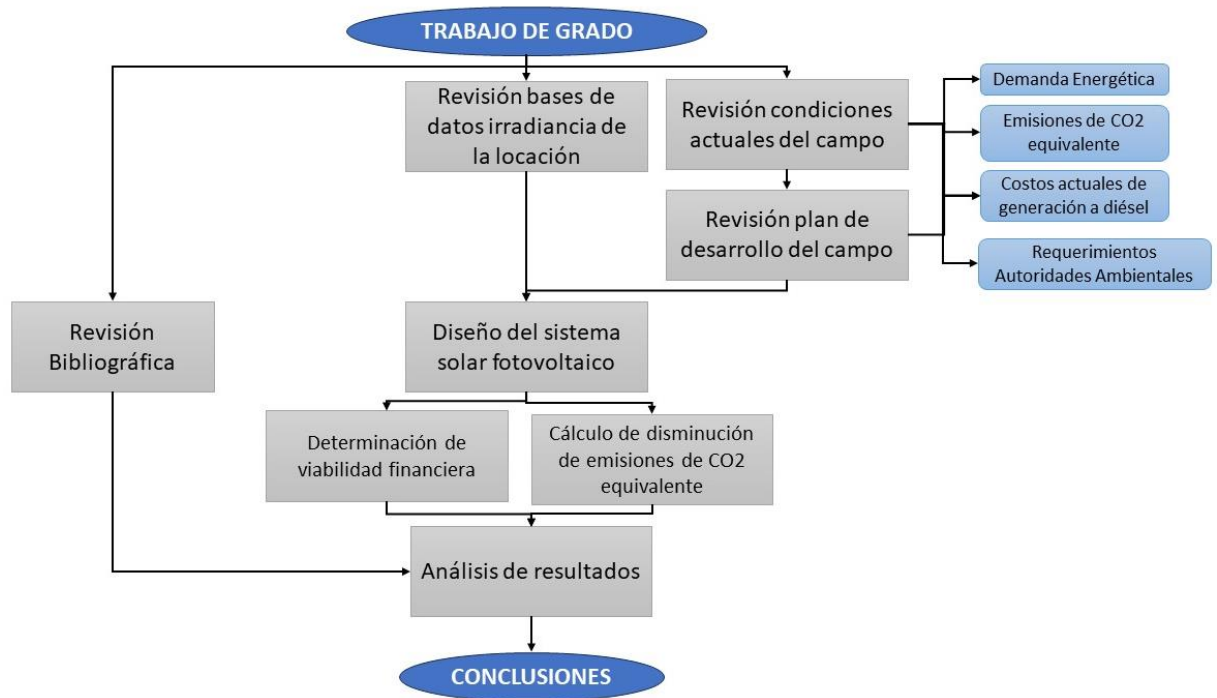 TRABAJO DE GRADO
Revisión bases de
datos irradiancia de
la locación
Revisión condiciones
actuales del campo
Demanda Energética
Emisiones de CO2
equivalente
Costos actuales de
generación a diésel
Requerimientos
Autoridades Ambientales
Revisión plan de
desarrollo del campo
Revisión
Bibliográfica
Diseño del sistema
solar fotovoltaico
Determinación de
viabilidad financiera
Cálculo de disminución
de emisiones de CO2
equivalente
Análisis de resultados
CONCLUSIONES